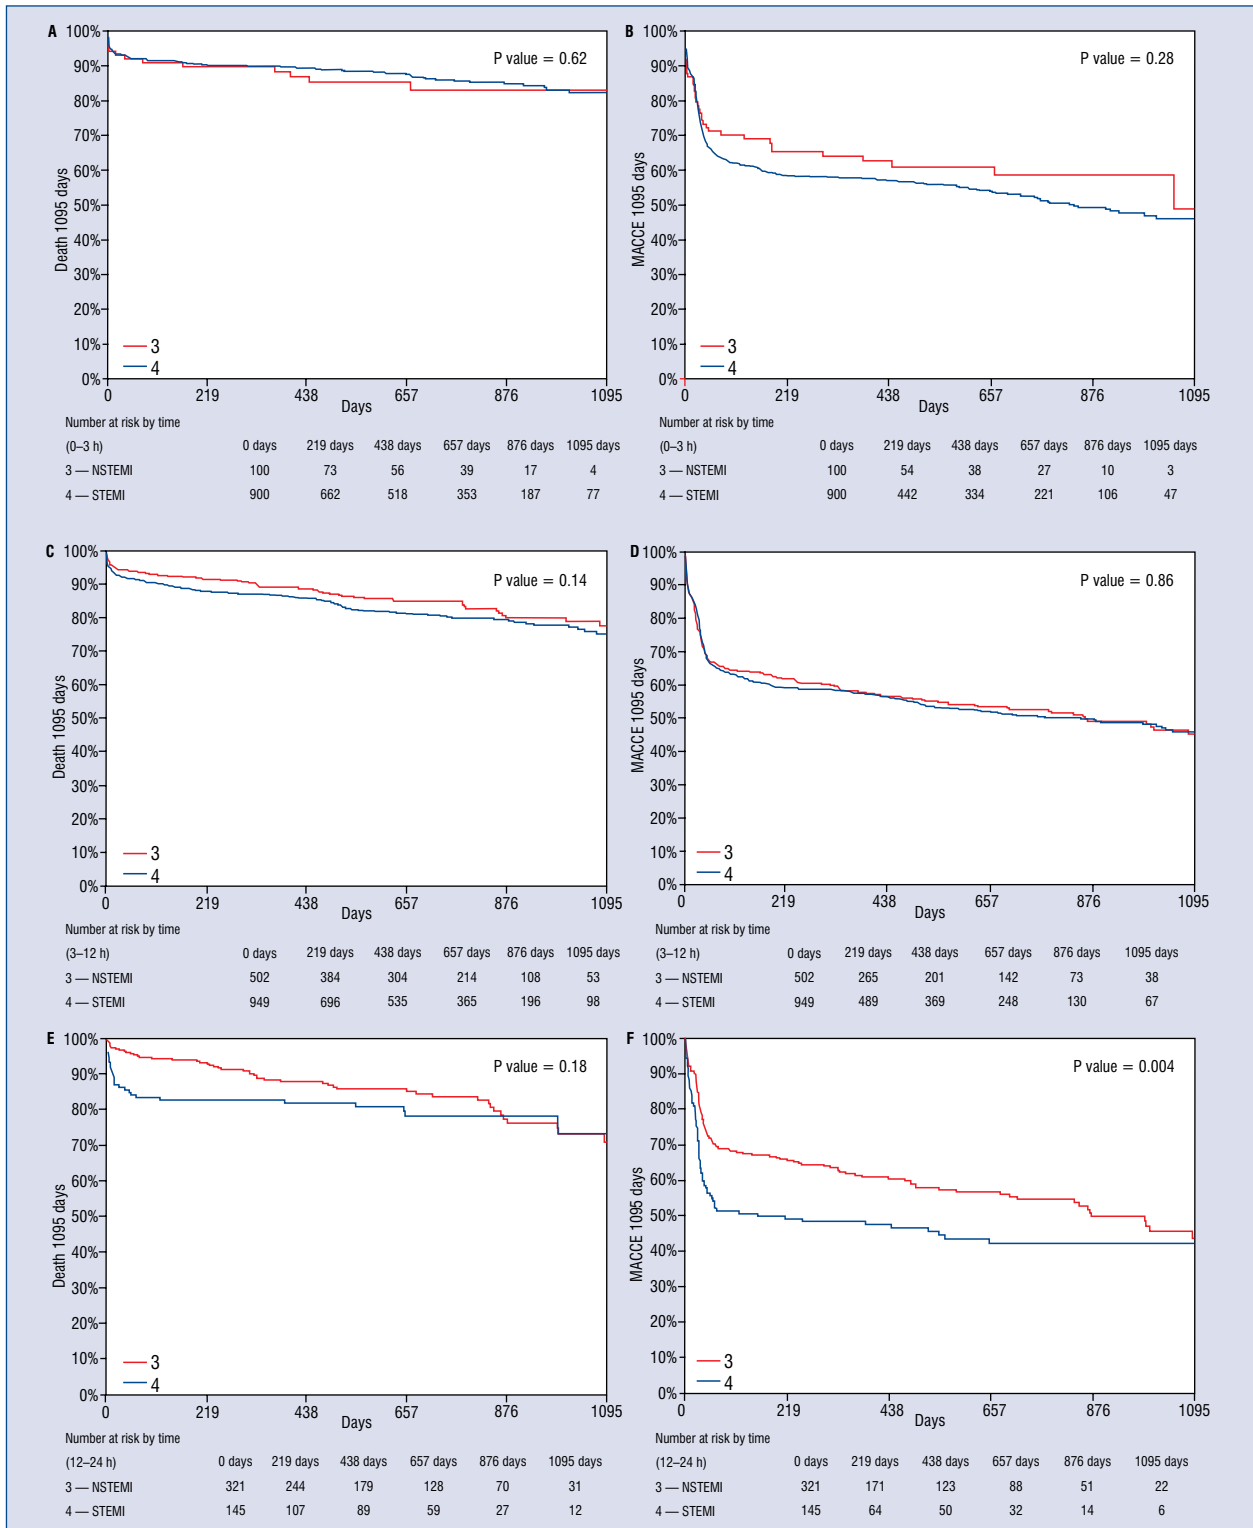 A
P value = 0.62
Death 1095 days
100%
90%
80%
70%
60%
50%
40%
30%
20%
10%
0%
3
4
0 219 438 657 876 1095
Days
Number at risk by time
(0–3 h) 0 days 219 days 438 days 657 days 876 days 1095 days
3 — NSTEMI 100 73 56 39 17 4
4 — STEMI 900 662 518 353 187 77
B
P value = 0.28
MACCE 1095 days
100%
90%
80%
70%
60%
50%
40%
30%
20%
10%
0%
3
4
0 219 438 657 876 1095
Days
Number at risk by time
(0–3 h) 0 days 219 days 438 days 657 days 876 days 1095 days
3 — NSTEMI 100 54 38 27 10 3
4 — STEMI 900 442 334 221 106 47
C
P value = 0.14
Death 1095 days
100%
90%
80%
70%
60%
50%
40%
30%
20%
10%
0%
3
4
0 219 438 657 876 1095
Days
Number at risk by time
(3–12 h) 0 days 219 days 438 days 657 days 876 days 1095 days
3 — NSTEMI 502 384 304 214 108 53
4 — STEMI 949 696 535 365 196 98
D
P value = 0.86
MACCE 1095 days
100%
90%
80%
70%
60%
50%
40%
30%
20%
10%
0%
3
4
0 219 438 657 876 1095
Days
Number at risk by time
(3–12 h) 0 days 219 days 438 days 657 days 876 days 1095 days
3 — NSTEMI 502 265 201 142 73 38
4 — STEMI 949 489 369 248 130 67
E
P value = 0.18
Death 1095 days
100%
90%
80%
70%
60%
50%
40%
30%
20%
10%
0%
3
4
0 219 438 657 876 1095
Days
Number at risk by time
(12–24 h) 0 days 219 days 438 days 657 days 876 days 1095 days
3 — NSTEMI 321 244 179 128 70 31
4 — STEMI 145 107 89 59 27 12
F
P value = 0.004
MACCE 1095 days
100%
90%
80%
70%
60%
50%
40%
30%
20%
10%
0%
3
4
0 219 438 657 876 1095
Days
Number at risk by time
(12–24 h) 0 days 219 days 438 days 657 days 876 days 1095 days
3 — NSTEMI 321 171 123 88 51 22
4 — STEMI 145 64 50 32 14 6